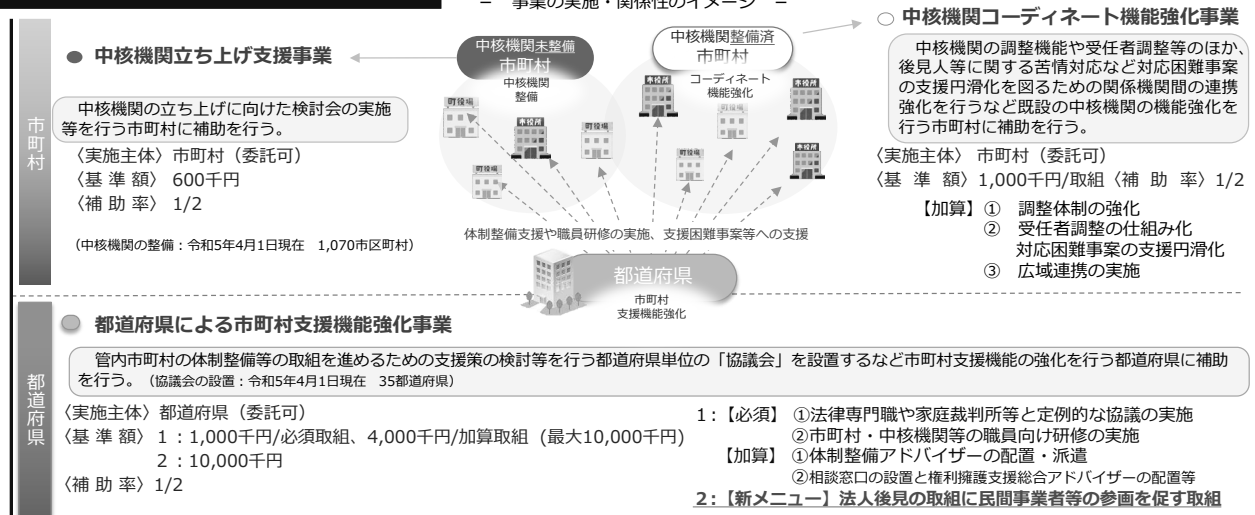 －　事業の実施・関係性のイメージ　－
市町村
● 中核機関立ち上げ支援事業
中核機関の立ち上げに向けた検討会の実施
等を行う市町村に補助を行う。
〈実施主体〉市町村（委託可）
〈基 準 額〉 600千円
〈補 助 率〉 1/2
（中核機関の整備：令和5年4月1日現在　1,070市区町村）
中核機関未整備
市町村
中核機関
整備
町役場
市役所
町役場
町役場
中核機関整備済
市町村
コーディネート
機能強化
市役所
町役場
市役所
町役場
市役所
体制整備支援や職員研修の実施、支援困難事案等への支援
都道府県
市町村
支援機能強化
○ 中核機関コーディネート機能強化事業
中核機関の調整機能や受任者調整等のほか、
後見人等に関する苦情対応など対応困難事案
の支援円滑化を図るための関係機関間の連携
強化を行うなど既設の中核機関の機能強化を
行う市町村に補助を行う。
〈実施主体〉 市町村（委託可）
〈基　準　額〉1,000千円/取組〈補　助　率〉1/2
【加算】①　調整体制の強化
②　受任者調整の仕組み化
対応困難事案の支援円滑化
③　広域連携の実施
都道府県
都道府県による市町村支援機能強化事業
管内市町村の体制整備等の取組を進めるための支援策の検討等を行う都道府県単位の「協議会」を設置するなど市町村支援機能の強化を行う都道府県に補助
を行う。（協議会の設置：令和5年4月1日現在　35都道府県）
〈実施主体〉都道府県（委託可）
〈基 準 額〉 1 ：1,000千円/必須取組、4,000千円/加算取組 (最大10,000千円)
2 ：10,000千円
〈補 助 率〉1/2
1：【必須】 ①法律専門職や家庭裁判所等と定例的な協議の実施
②市町村・中核機関等の職員向け研修の実施
【加算】 ①体制整備アドバイザーの配置・派遣
②相談窓口の設置と権利擁護支援総合アドバイザーの配置等
2：【新メニュー】法人後見の取組に民間事業者等の参画を促す取組